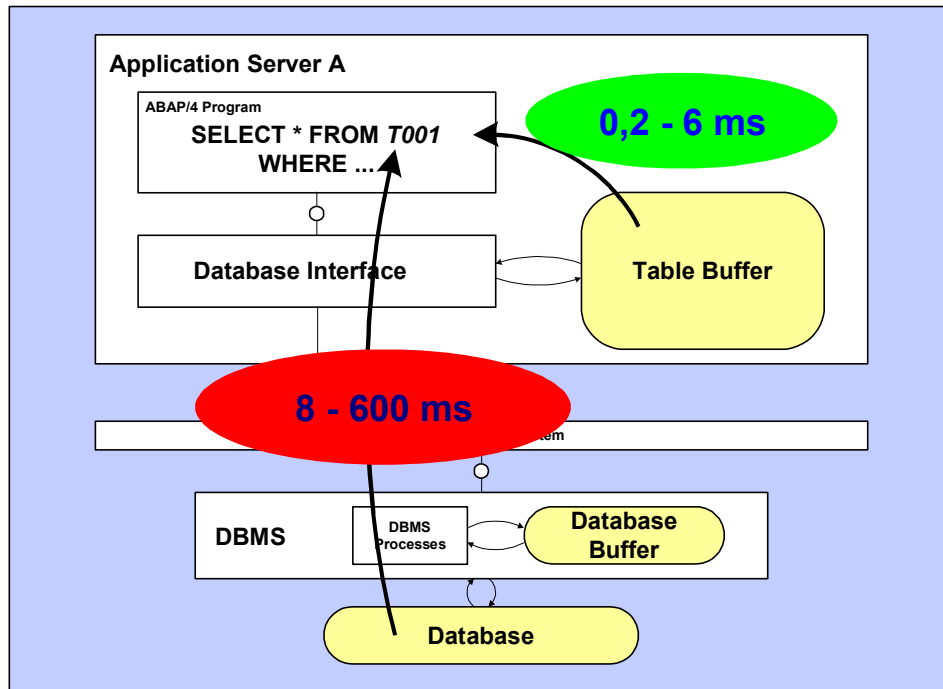 Application Server A
ABAP/4 Program
SELECT * FROM T001
WHERE ...
0,2 - 6 ms
Database Interface
Table Buffer
8 - 600 ms
DBMS
DBMS
Processes
Database
Buffer
Database